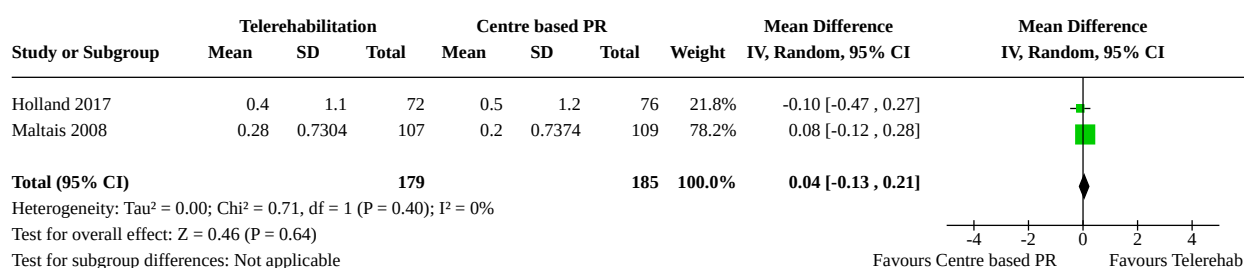 Telerehabilitation Centre based PR Mean Difference Mean Difference
Study or Subgroup Mean SD Total Mean SD Total Weight IV, Random, 95% CI IV, Random, 95% CI
Holland 2017 0.4 1.1 72 0.5 1.2 76 21.8% -0.10 [-0.47 , 0.27]
Maltais 2008 0.28 0.7304 107 0.2 0.7374 109 78.2% 0.08 [-0.12 , 0.28]
Total (95% CI) 179 185 100.0% 0.04 [-0.13 , 0.21]
Heterogeneity: Tau² = 0.00; Chi² = 0.71, df = 1 (P = 0.40); I² = 0%
Test for overall effect: Z = 0.46 (P = 0.64)
-4 -2 0 2 4
Test for subgroup differences: Not applicable Favours Centre based PR Favours Telerehab